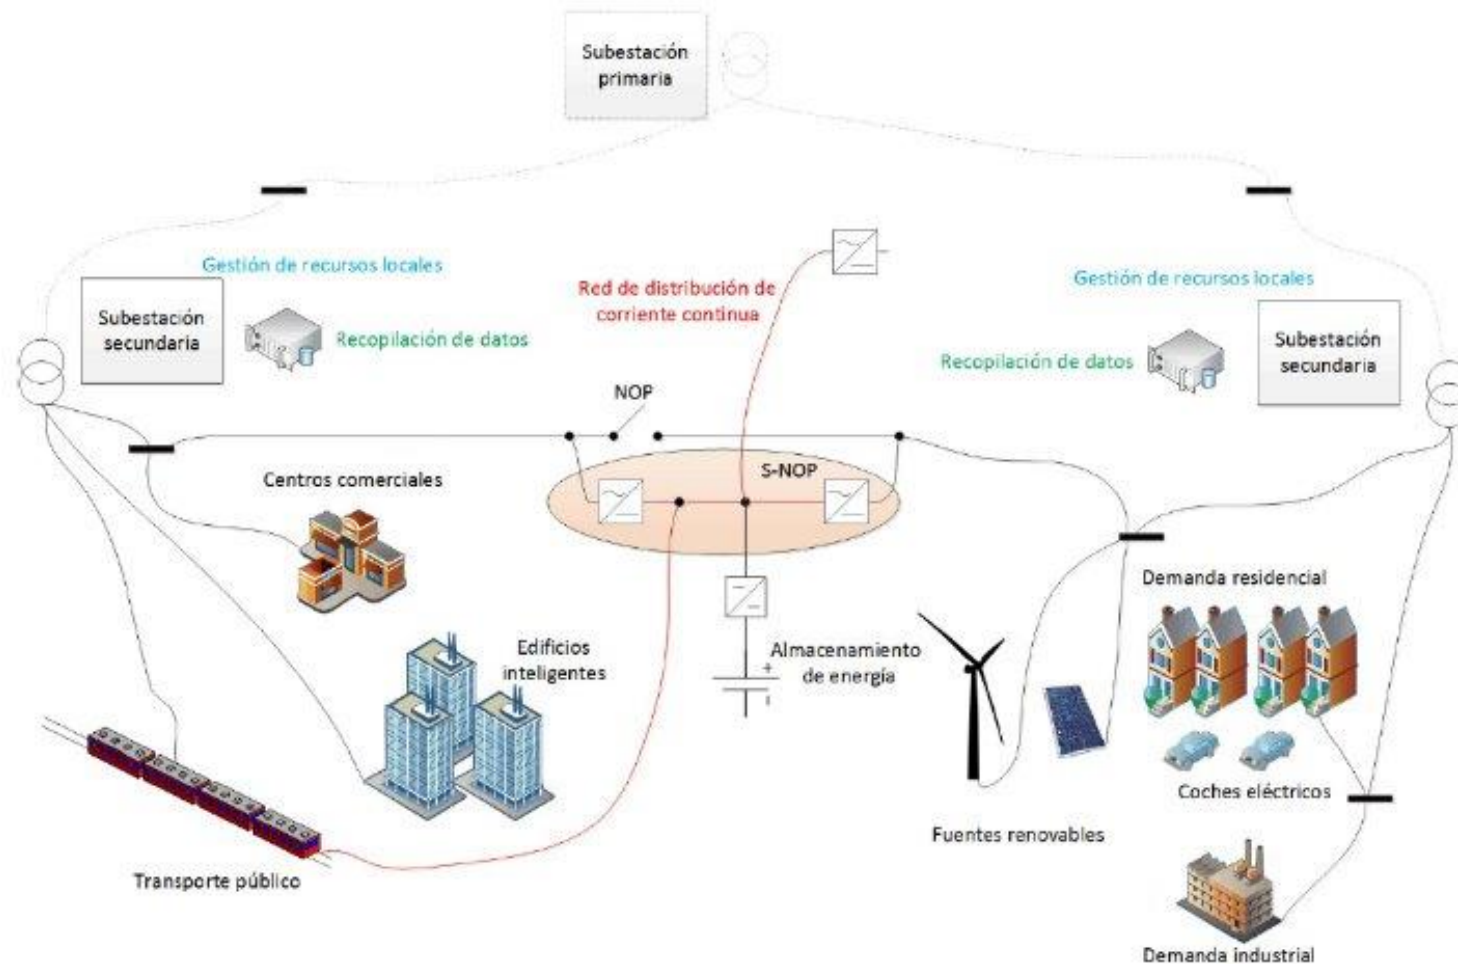 Subestación
primaria
Gestión de recursos locales
Subestación
secundaria
Recopilación de datos
Red de distribución de
corriente continua
Gestión de recursos locales
Recopilación de datos
Subestación
secundaria
NOP
S-NOP
Centros comerciales
Edificios
inteligentes
Almacenamiento
de energía
+
Demanda residencial
Coches eléctricos
Fuentes renovables
Transporte público
Demanda industrial